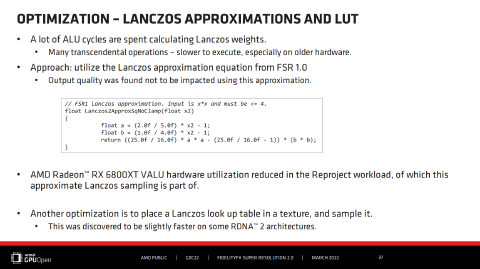 OPTIMIZATION – LANCZOS APPROXIMATIONS AND LUT
• A lot of ALU cycles are spent calculating Lanczos weights.
• Many transcendental operations – slower to execute, especially on older hardware.
• Approach: utilize the Lanczos approximation equation from FSR 1.0
• Output quality was found not to be impacted using this approximation.
// FSR1 lanczos approximation. Input is x*x and must be <= 4.
float Lanczos2ApproxSqNoClamp(float x2)
{
float a = (2.0f / 5.0f) * x2 - 1;
float b = (1.0f / 4.0f) * x2 - 1;
return ((25.0f / 16.0f) * a * a - (25.0f / 16.0f - 1)) * (b * b);
}
• AMD Radeon™ RX 6800XT VALU hardware utilization reduced in the Reproject workload, of which this
approximate Lanczos sampling is part of.
• Another optimization is to place a Lanczos look up table in a texture, and sample it.
• This was discovered to be slightly faster on some RDNA™ 2 architectures.
AMD GPUOpen
AMD PUBLIC | GDC22 | FIDELITYFX SUPER RESOLUTION 2.0 | MARCH 2022 37